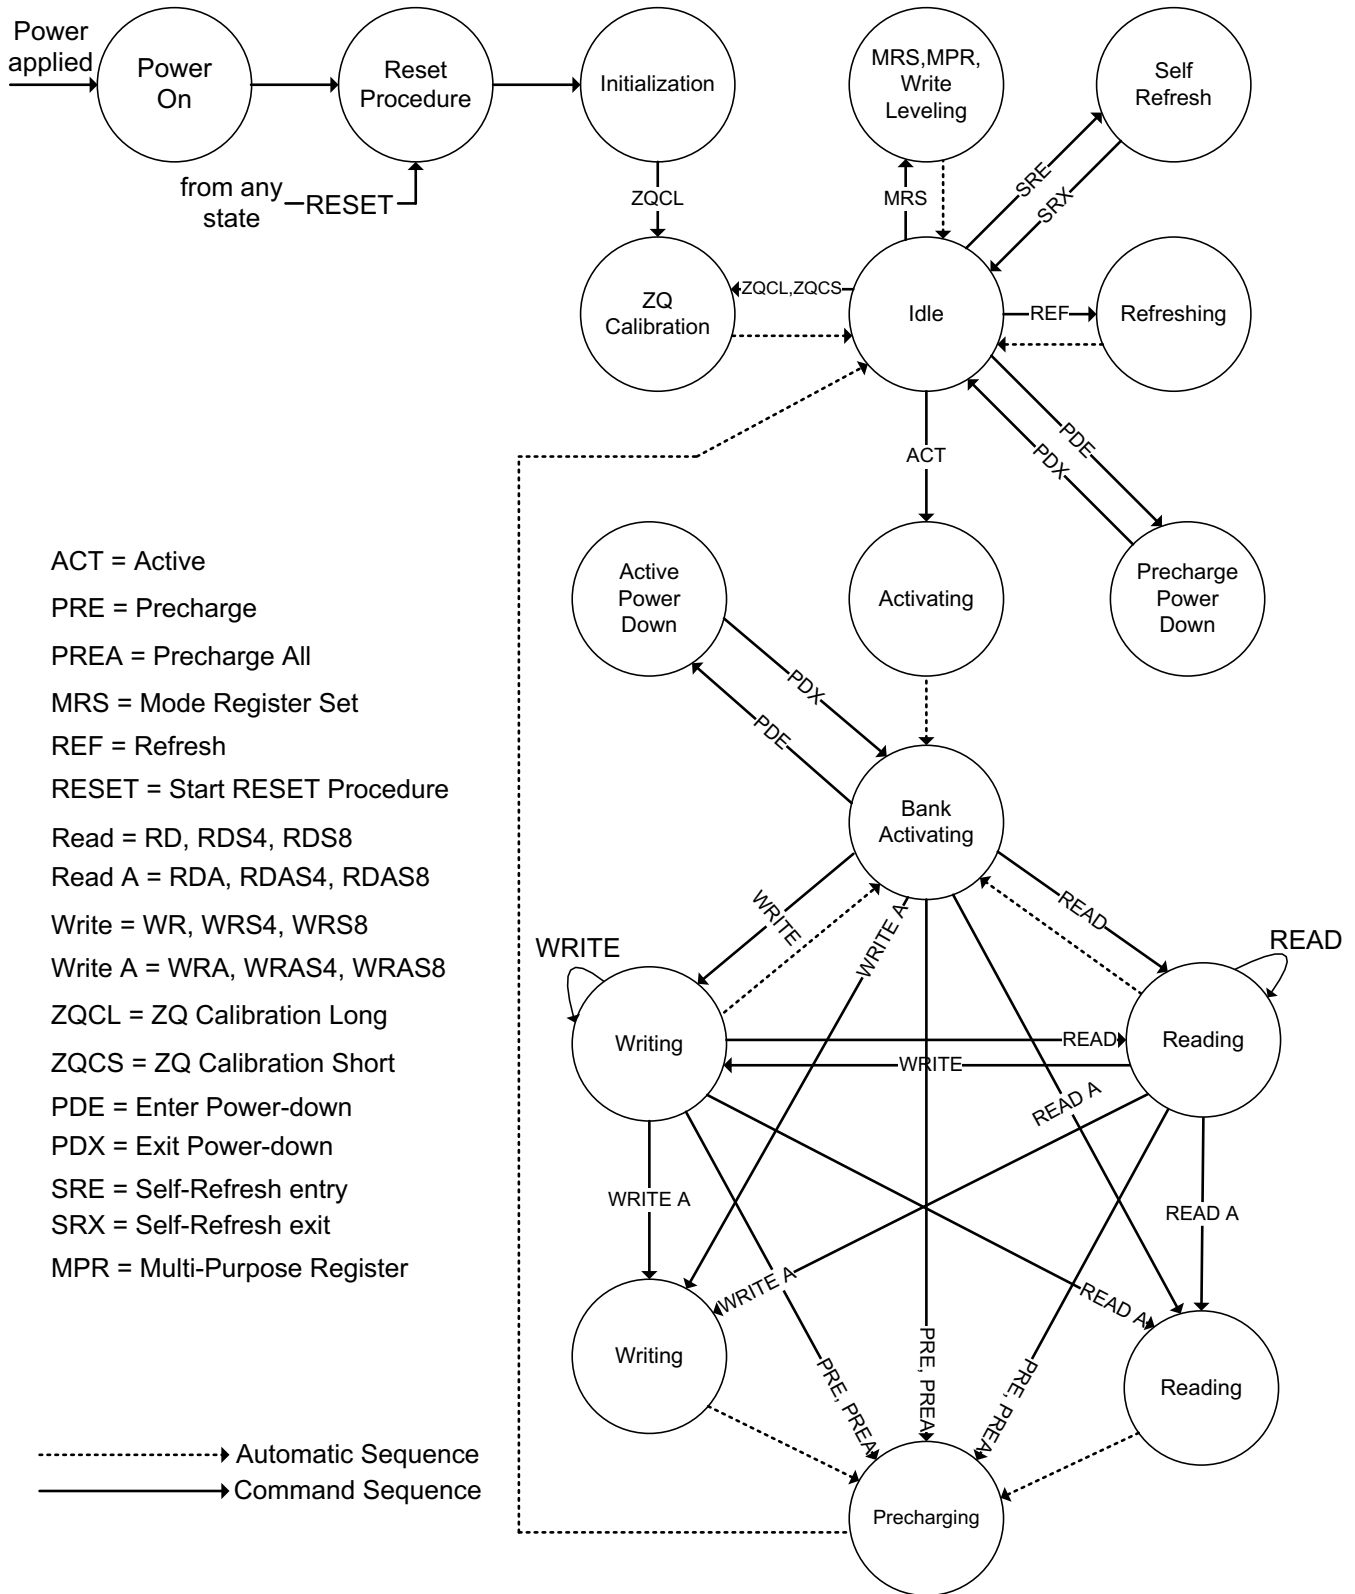 Power
applied
Power
On
Reset
Procedure
Initialization
MRS,MPR,
Write
Leveling
Self
Refresh
from any
state
RESET
ZQCL
MRS
SRE
SRX
ZQ
Calibration
ZQCL,ZQCS
Idle
REF
Refreshing
ACT
PDE
PDX
Active
Power
Down
Activating
Precharge
Power
Down
PDX
PDE
Bank
Activating
WRITE
WRITE A
READ
WRITE
READ
Writing
READ
WRITE
Reading
READ A
WRITE A
READ A
WRITE A
READ A
Writing
PRE, PREA
PRE, PREA
PRE, PREA
Reading
Precharging
ACT = Active
PRE = Precharge
PREA = Precharge All
MRS = Mode Register Set
REF = Refresh
RESET = Start RESET Procedure
Read = RD, RDS4, RDS8
Read A = RDA, RDAS4, RDAS8
Write = WR, WRS4, WRS8
Write A = WRA, WRAS4, WRAS8
ZQCL = ZQ Calibration Long
ZQCS = ZQ Calibration Short
PDE = Enter Power-down
PDX = Exit Power-down
SRE = Self-Refresh entry
SRX = Self-Refresh exit
MPR = Multi-Purpose Register
Automatic Sequence
Command Sequence